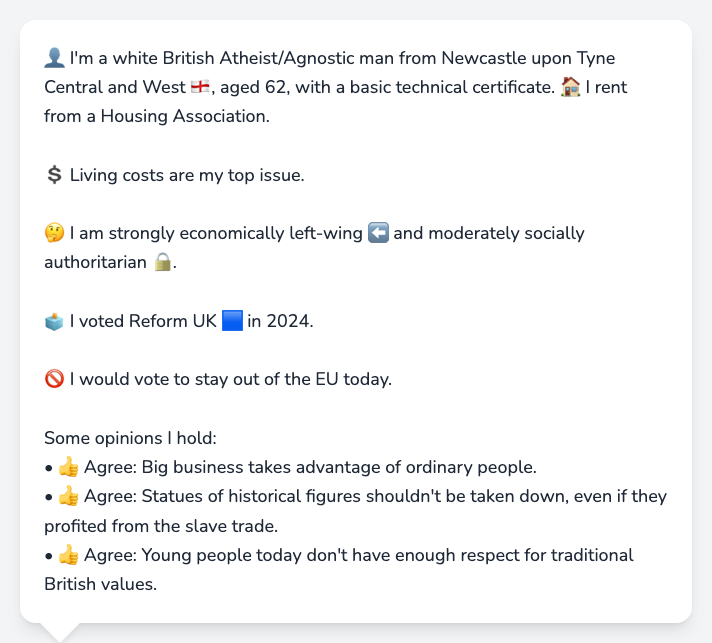 👤 I'm a white British Atheist/Agnostic man from Newcastle upon Tyne
Central and West 🏴󠁧󠁢󠁥󠁮󠁧󠁿, aged 62, with a basic technical certificate. 🏠 I rent
from a Housing Association.
💲 Living costs are my top issue.
🤔 I am strongly economically left-wing ⬅️ and moderately socially
authoritarian 🔒.
🗳️ I voted Reform UK 🟦 in 2024.
🚫 I would vote to stay out of the EU today.
Some opinions I hold:
• 👍 Agree: Big business takes advantage of ordinary people.
• 👍 Agree: Statues of historical figures shouldn't be taken down, even if they
profited from the slave trade.
• 👍 Agree: Young people today don't have enough respect for traditional
British values.